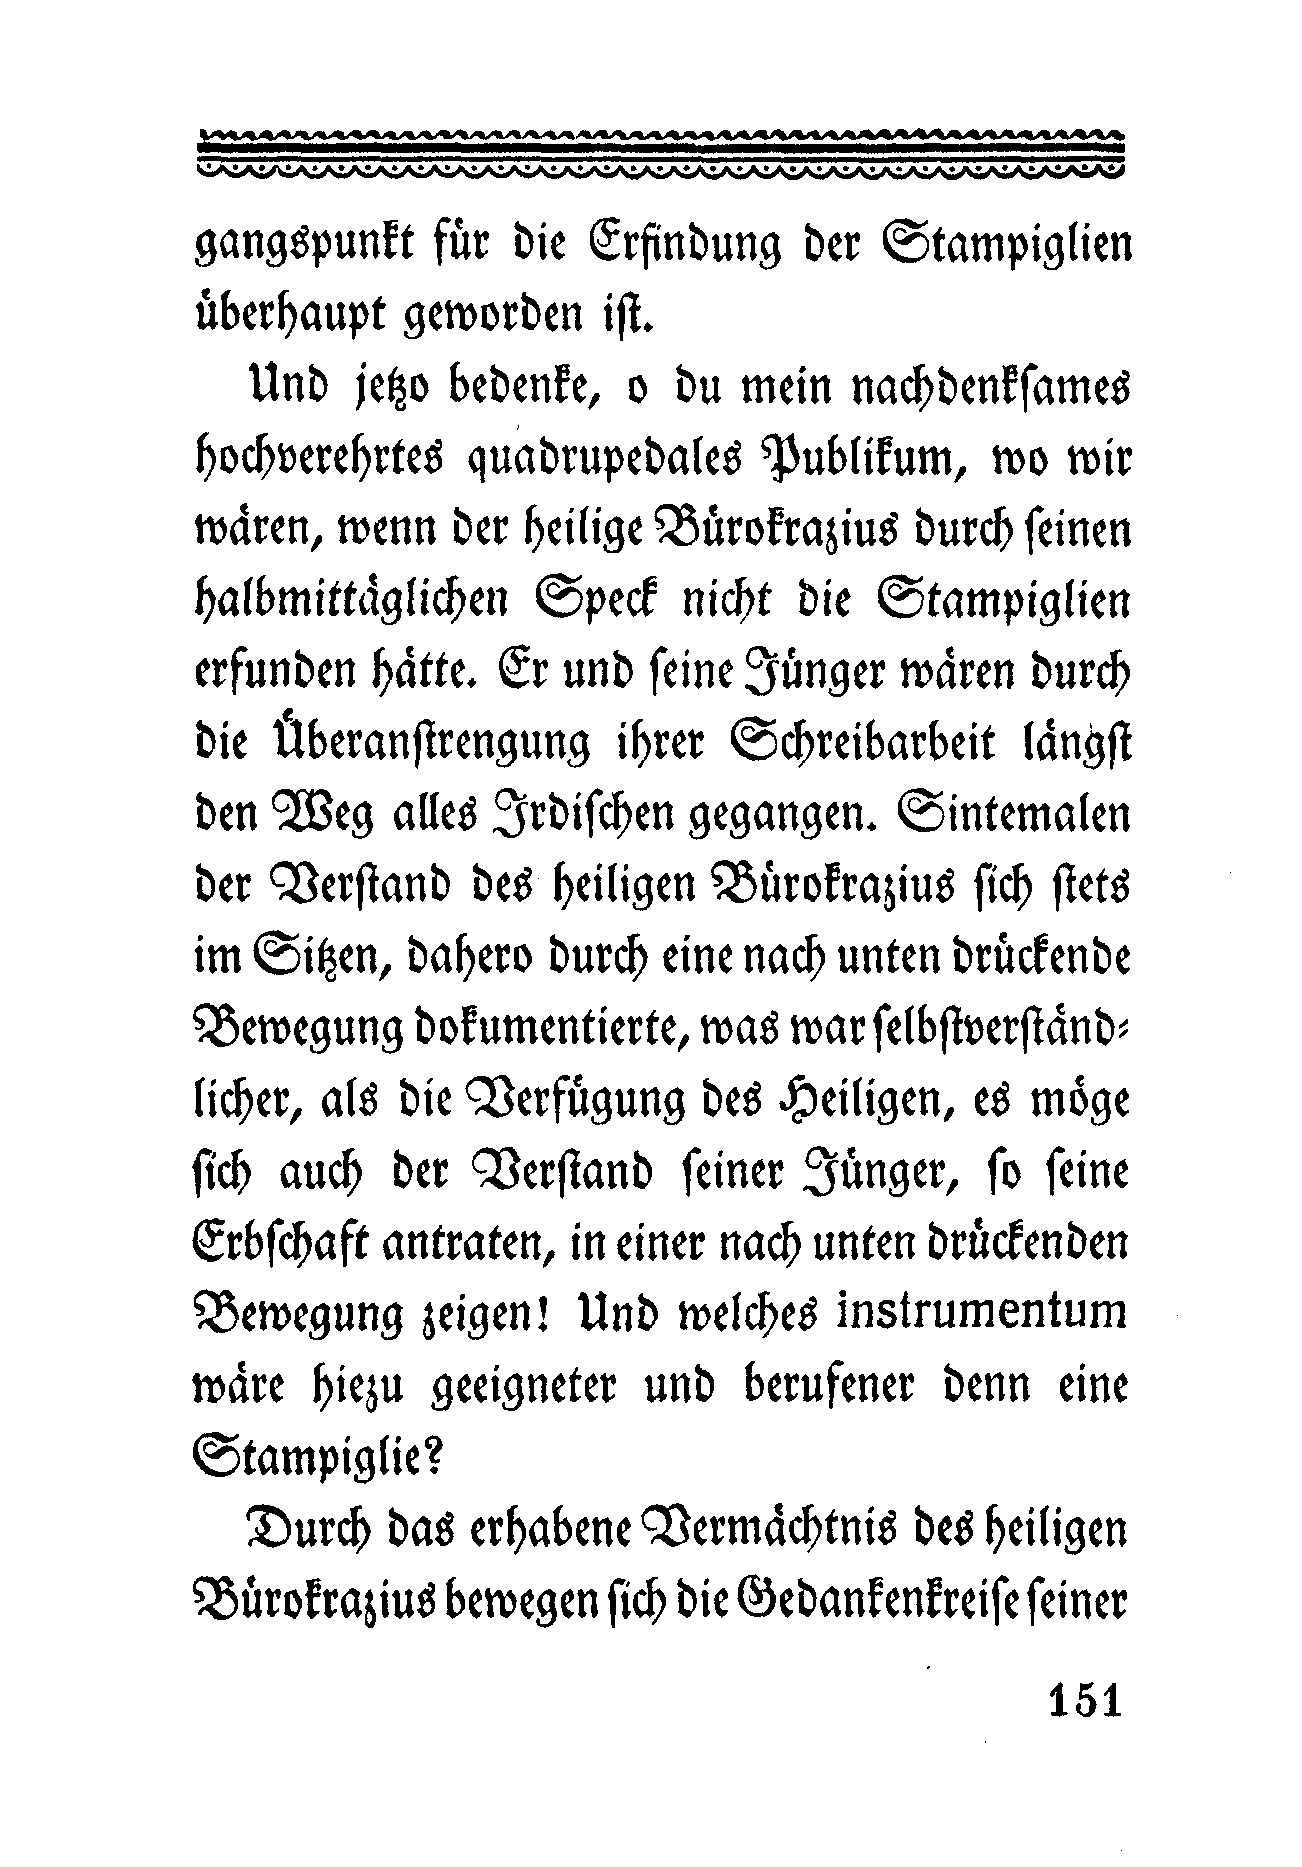 gangspunkt für die Erfindung der Stampiglien
überhaupt geworden ist.
Und jetzo bedenke, o du mein nachdenksames
hochverehrtes quadrupedales Publikum, wo wir
wären, wenn der heilige Bürokrazius durch seinen
halbmittäglichen Speck nicht die Stampiglien
erfunden hätte. Er und seine Jünger wären durch
die Überanstrengung ihrer Schreibarbeit längst
den Weg alles Irdischen gegangen. Sintemalen
der Verstand des heiligen Bürokrazius sich stets
im Sitzen, dahero durch eine nach unten drückende
Bewegung dokumentierte, was war selbstverständ-
licher, als die Verfügung des Heiligen, es möge
sich auch der Verstand seiner Jünger, so seine
Erbschaft antraten, in einer nach unten drückenden
Bewegung zeigen! Und welches instrumentum
wäre hiezu geeigneter und berufener denn eine
Stampiglie?
Durch das erhabene Vermächtnis des heiligen
Bürokrazius bewegen sich die Gedankenkreise seiner
151